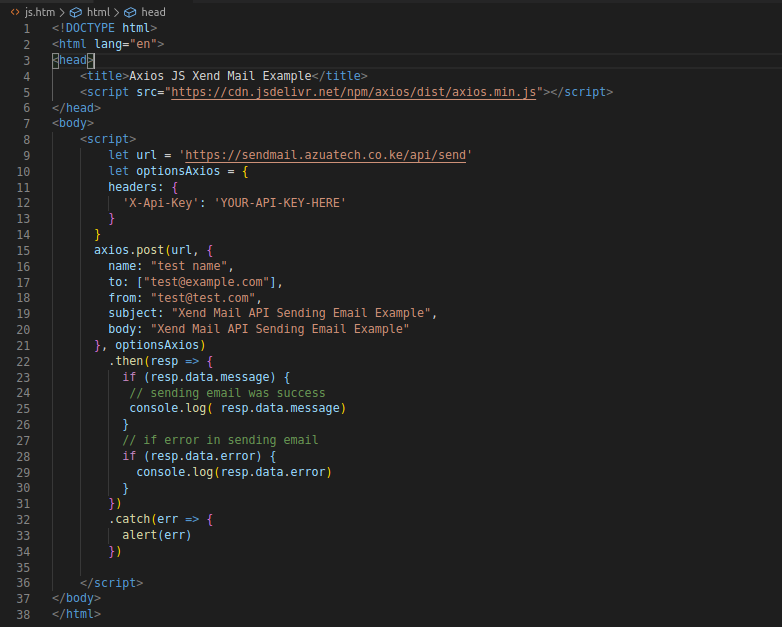 js.htm > html > head
1 <!DOCTYPE html>
2 <html lang="en">
3 <head>
4     <title>Axios JS Xend Mail Example</title>
5     <script src="https://cdn.jsdelivr.net/npm/axios/dist/axios.min.js"></script>
6 </head>
7 <body>
8     <script>
9         let url = 'https://sendmail.azuatech.co.ke/api/send'
10         let optionsAxios = {
11         headers: {
12           'X-Api-Key': 'YOUR-API-KEY-HERE'
13         }
14       }
15       axios.post(url, {
16         name: "test name",
17         to: ["test@example.com"],
18         from: "test@test.com",
19         subject: "Xend Mail API Sending Email Example",
20         body: "Xend Mail API Sending Email Example"
21       }, optionsAxios)
22         .then(resp => {
23           if (resp.data.message) {
24            // sending email was success
25            console.log( resp.data.message)
26           }
27           // if error in sending email
28           if (resp.data.error) {
29             console.log(resp.data.error)
30           }
31         })
32         .catch(err => {
33           alert(err)
34         })
35
36     </script>
37 </body>
38 </html>